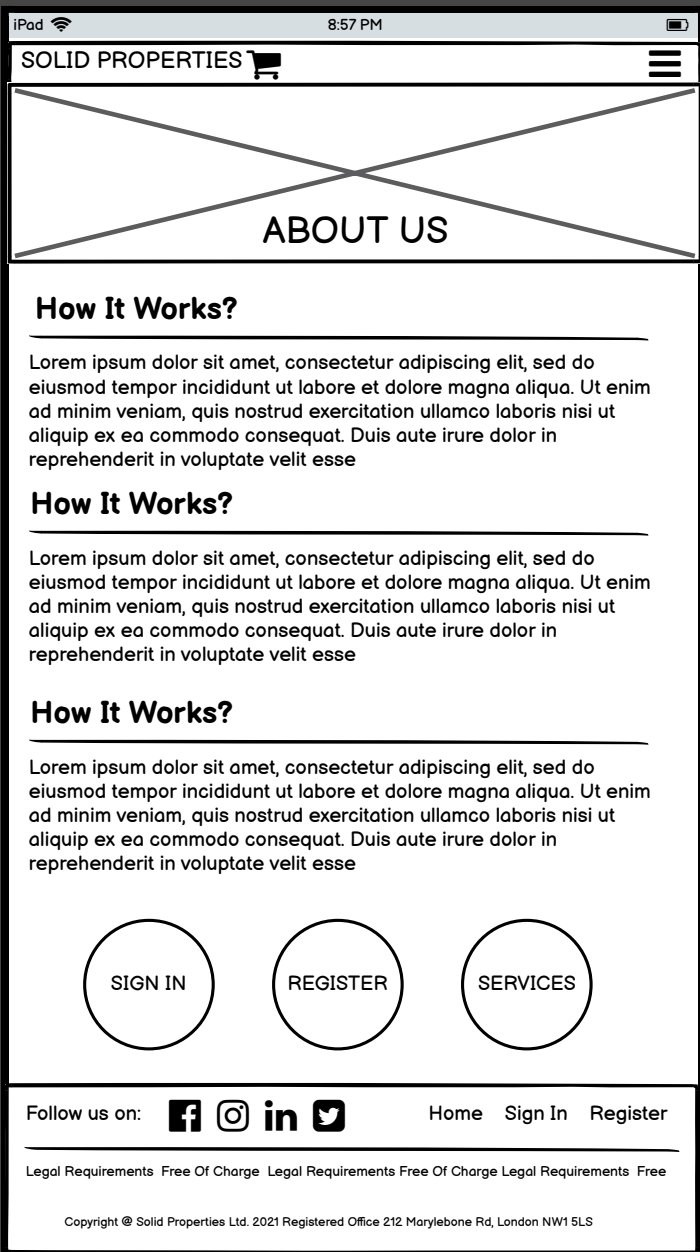 iPad 8:57 PM
SOLID PROPERTIES
ABOUT US
How It Works?
Lorem ipsum dolor sit amet, consectetur adipiscing elit, sed do
eiusmod tempor incididunt ut labore et dolore magna aliqua. Ut enim
ad minim veniam, quis nostrud exercitation ullamco laboris nisi ut
aliquip ex ea commodo consequat. Duis aute irure dolor in
reprehenderit in voluptate velit esse
How It Works?
Lorem ipsum dolor sit amet, consectetur adipiscing elit, sed do
eiusmod tempor incididunt ut labore et dolore magna aliqua. Ut enim
ad minim veniam, quis nostrud exercitation ullamco laboris nisi ut
aliquip ex ea commodo consequat. Duis aute irure dolor in
reprehenderit in voluptate velit esse
How It Works?
Lorem ipsum dolor sit amet, consectetur adipiscing elit, sed do
eiusmod tempor incididunt ut labore et dolore magna aliqua. Ut enim
ad minim veniam, quis nostrud exercitation ullamco laboris nisi ut
aliquip ex ea commodo consequat. Duis aute irure dolor in
reprehenderit in voluptate velit esse
SIGN IN REGISTER SERVICES
Follow us on: Home Sign In Register
Legal Requirements Free Of Charge Legal Requirements Free Of Charge Legal Requirements Free
Copyright @ Solid Properties Ltd. 2021 Registered Office 212 Marylebone Rd, London NW1 5LS